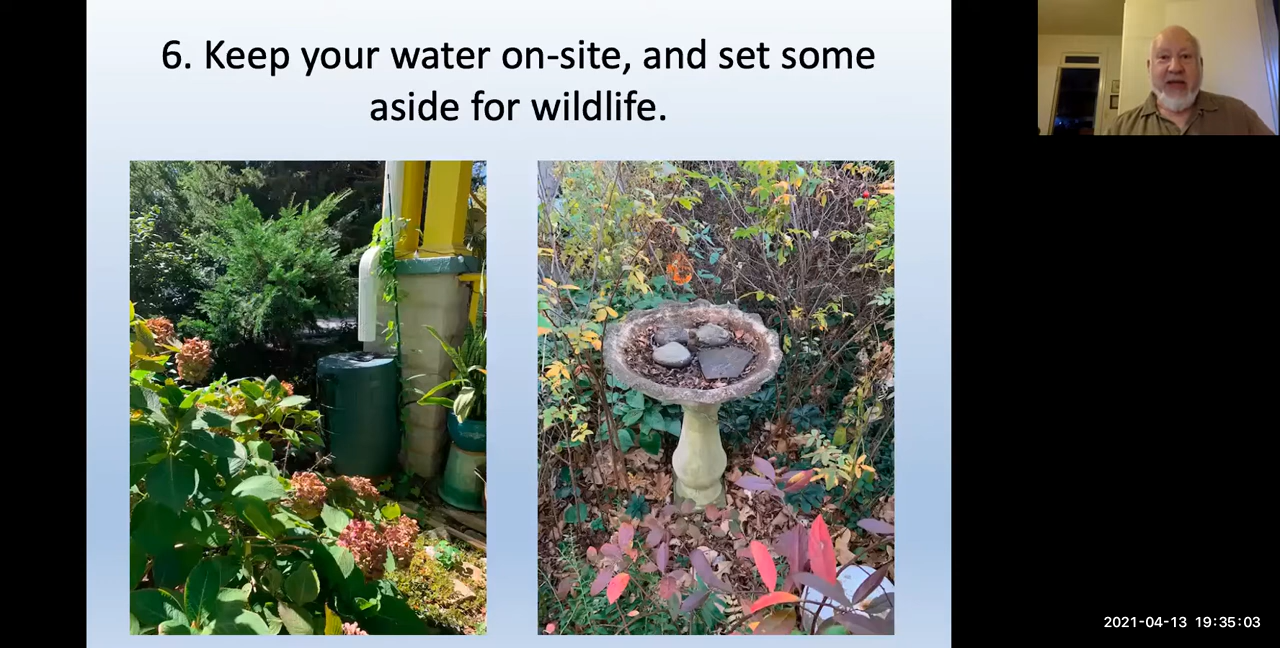 6. Keep your water on-site, and set some
aside for wildlife.
2021-04-13 19:35:03